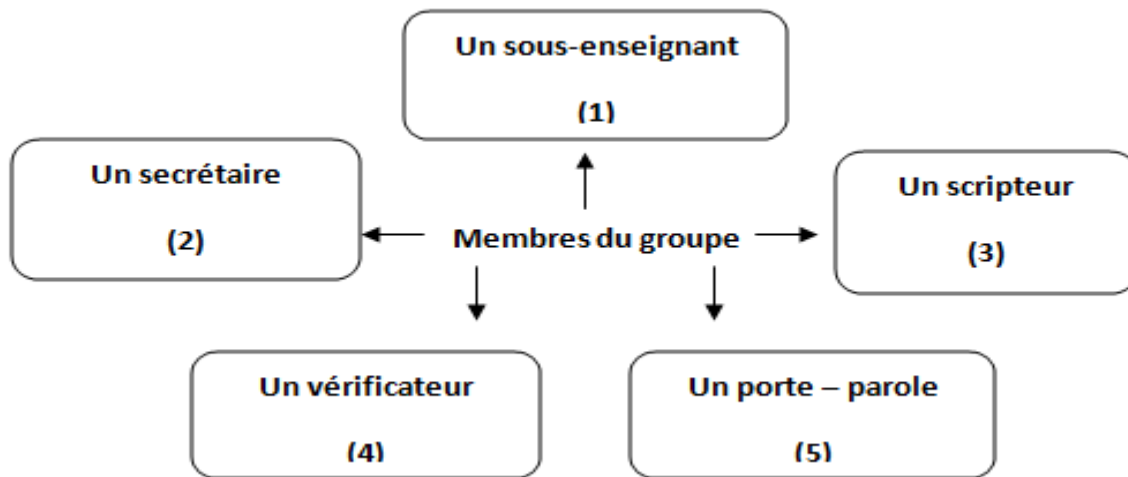 Un sous-enseignant
(1)
Un secrétaire
(2)
Un scripteur
(3)
Membres du groupe
Un vérificateur
(4)
Un porte – parole
(5)